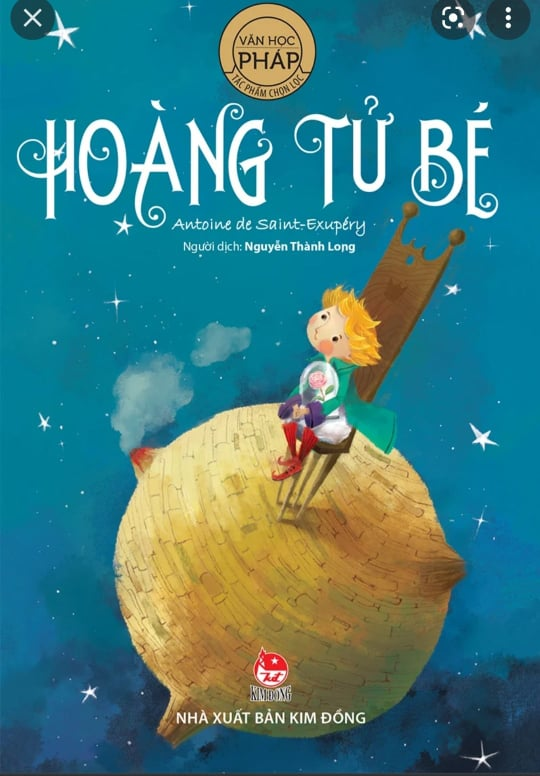 VĂN HỌC
PHÁP
TÁC PHẨM CHỌN LỌC
HOÀNG TỬ BÉ
Antoine de Saint-Exupéry
Người dịch: Nguyễn Thành Long
KIM ĐỒNG
NHÀ XUẤT BẢN KIM ĐỒNG